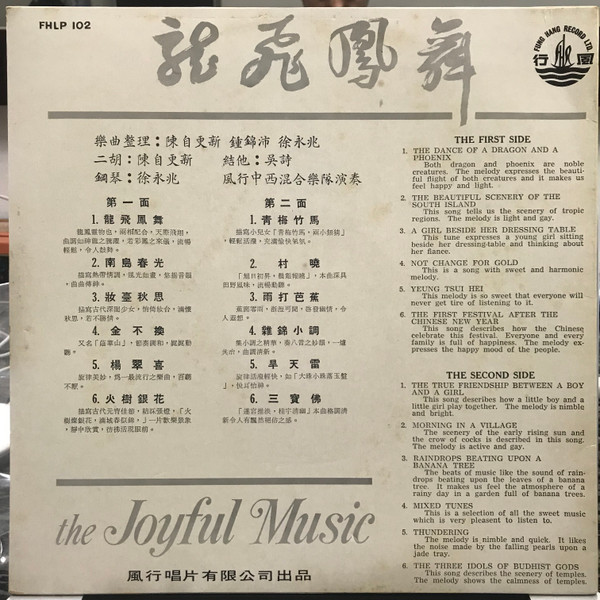 FHLP 102
龍飛鳳舞
FUNG HANG RECORD LTD.
行風
樂曲整理：陳自更新 鍾錦沛 徐永兆
二胡：陳自更新 結他：吳詩
鋼琴：徐永兆 風行中西混合樂隊演奏
第一面
1. 龍飛鳳舞
2. 南島春光
3. 妝臺秋思
4. 金不換
5. 楊翠喜
6. 火樹銀花
第二面
1. 青梅竹馬
2. 村曉
3. 雨打芭蕉
4. 雜錦小調
5. 旱天雷
6. 三寶佛
THE FIRST SIDE
1. THE DANCE OF A DRAGON AND A
PHOENIX
Both dragon and phoenix are noble
creatures. The melody expresses the beauti-
ful flight of both creatures and it makes us
feel happy and light.
2. THE BEAUTIFUL SCENERY OF THE
SOUTH ISLAND
This song tells us the scenery of tropic
regions. The melody is light and gay.
3. A GIRL BESIDE HER DRESSING TABLE
This tune expresses a young girl sitting
beside her dressing-table and thinking about
her fiance.
4. NOT CHANGE FOR GOLD
This is a song with sweet and harmonic
melody.
5. YEUNG TSUI HEI
This melody is so sweet that everyone will
never get tire of listening to it.
6. THE FIRST FESTIVAL AFTER THE
CHINESE NEW YEAR
This song describes how the Chinese
celebrate this festival. Everyone and every
family is full of happiness. The melody ex-
presses the happy mood of the people.
THE SECOND SIDE
1. THE TRUE FRIENDSHIP BETWEEN A BOY
AND A GIRL
This song describes how a little boy and a
little girl play together. The melody is nimble
and bright.
2. MORNING IN A VILLAGE
The scenery of the early rising sun and
the crow of cocks is described in this song.
The melody is active and gay.
3. RAINDROPS BEATING UPON A
BANANA TREE
The beats of music like the sound of rain-
drops beating upon the leaves of a banana
tree. It makes us feel the atmosphere of a
rainy day in a garden full of banana trees.
4. MIXED TUNES
This is a selection of all the sweet music
which is very pleasent to listen to.
5. THUNDERING
The melody is nimble and quick. It likes
the noise made by the falling pearls upon a
jade tray.
6. THE THREE IDOLS OF BUDHIST GODS
This song describes the scenery of temples.
The melody shows the calmness of temples.
the Joyful Music
風行唱片有限公司出品